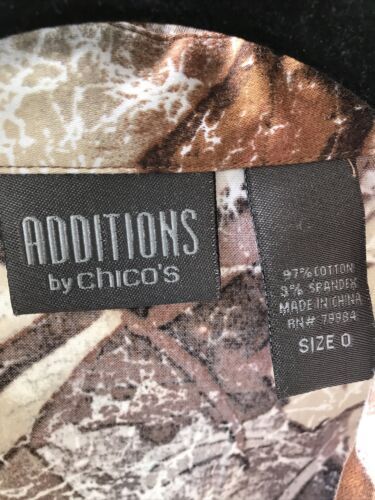 ADDITIONS
by chico's
97% COTTON
3% SPANDEX
MADE IN CHINA
RN# 79984
SIZE 0